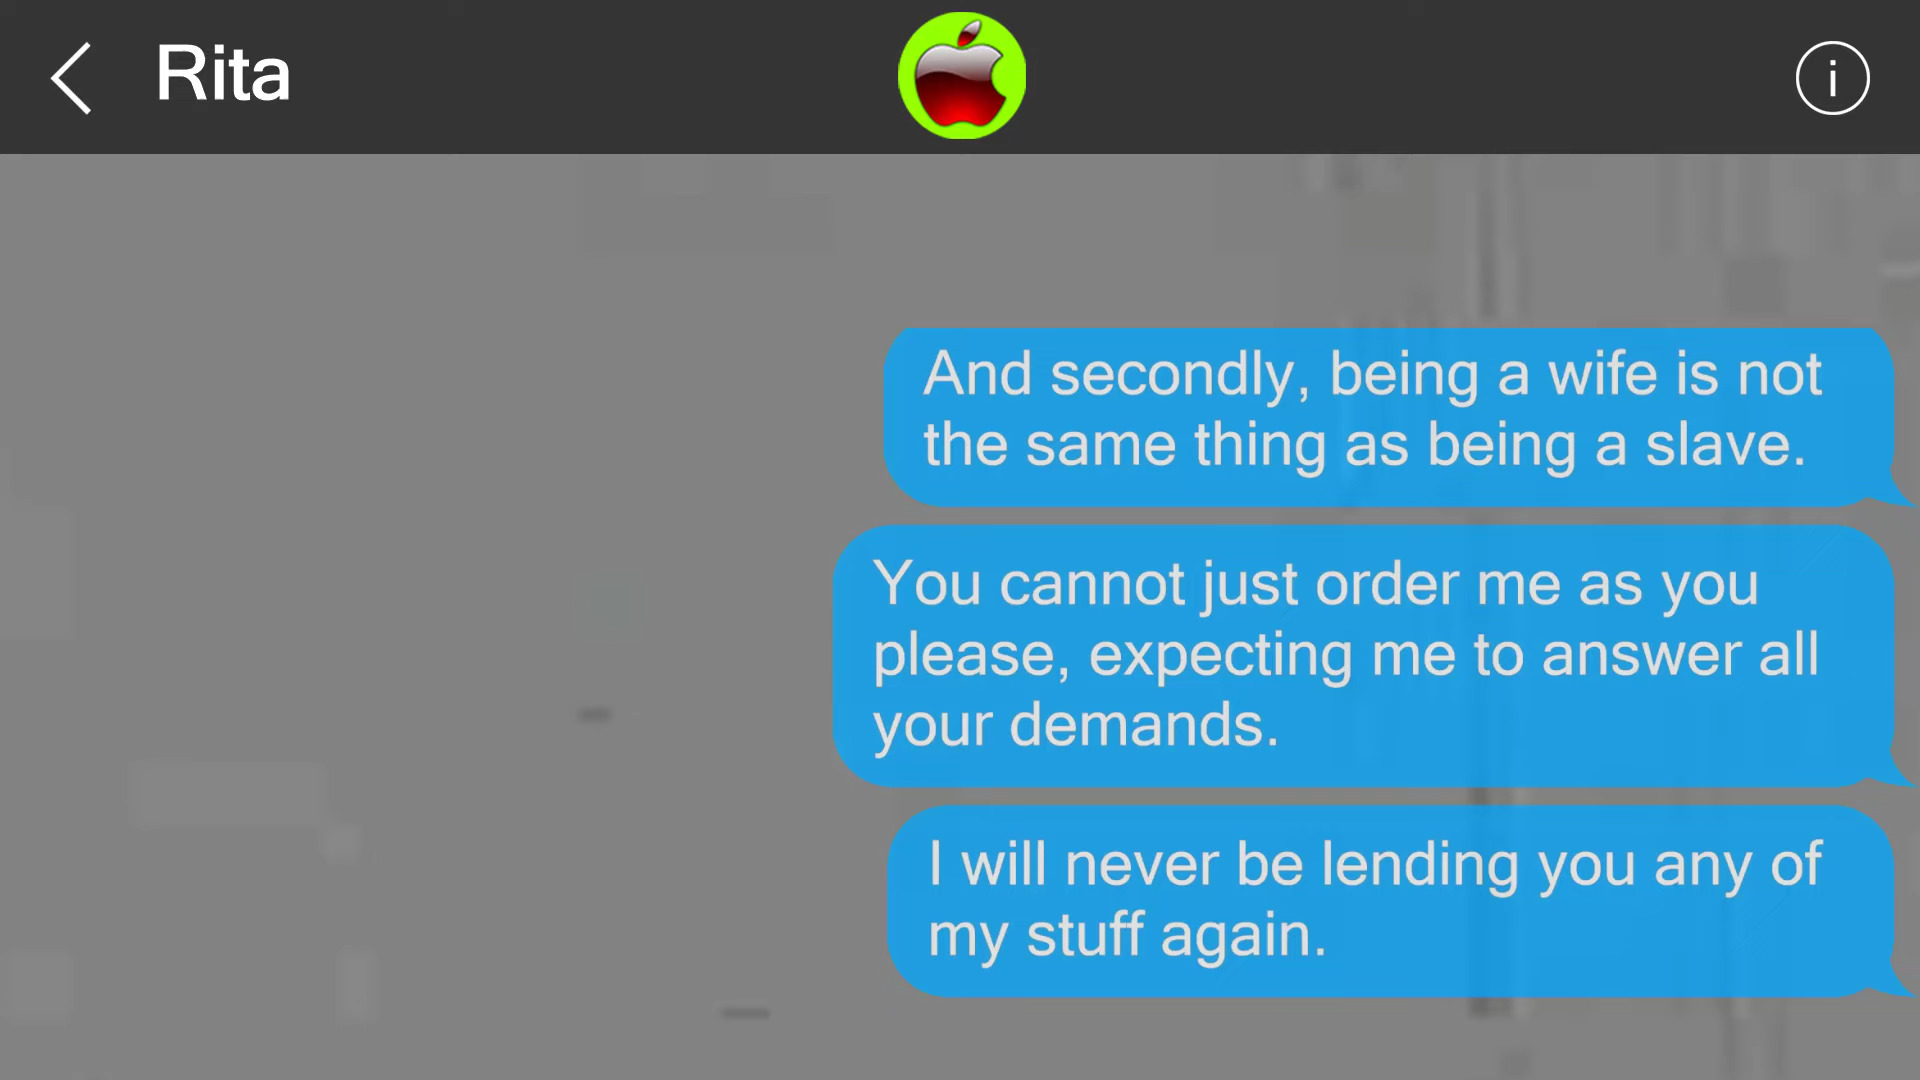 Rita
i
And secondly, being a wife is not
the same thing as being a slave.
You cannot just order me as you
please, expecting me to answer all
your demands.
I will never be lending you any of
my stuff again.